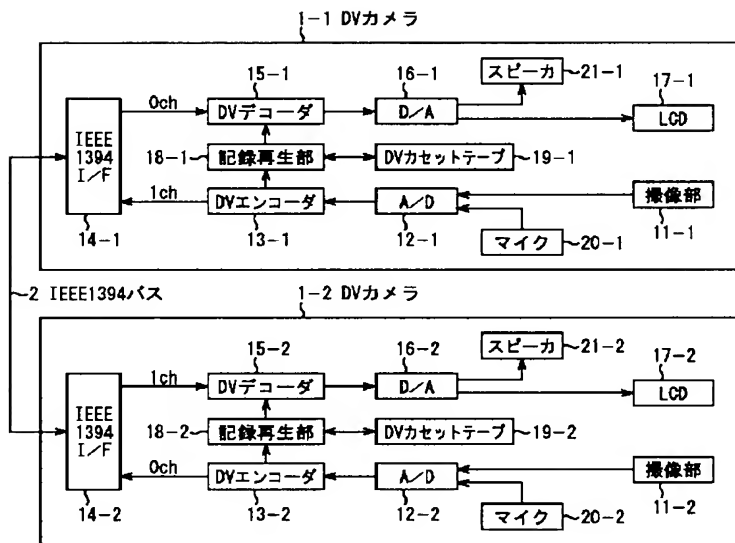 1-1 DVカメラ
15-1
16-1
スピーカ
21-1
17-1
0ch
DVデコーダ
D/A
LCD
IEEE
1394
I/F
18-1
記録再生部
DVカセットテープ
19-1
1ch
DVエンコーダ
A/D
撮像部
14-1
13-1
12-1
マイク
20-1
11-1
2 IEEE1394バス
1-2 DVカメラ
15-2
16-2
スピーカ
21-2
17-2
1ch
DVデコーダ
D/A
LCD
IEEE
1394
I/F
18-2
記録再生部
DVカセットテープ
19-2
0ch
DVエンコーダ
A/D
撮像部
14-2
13-2
12-2
マイク
20-2
11-2